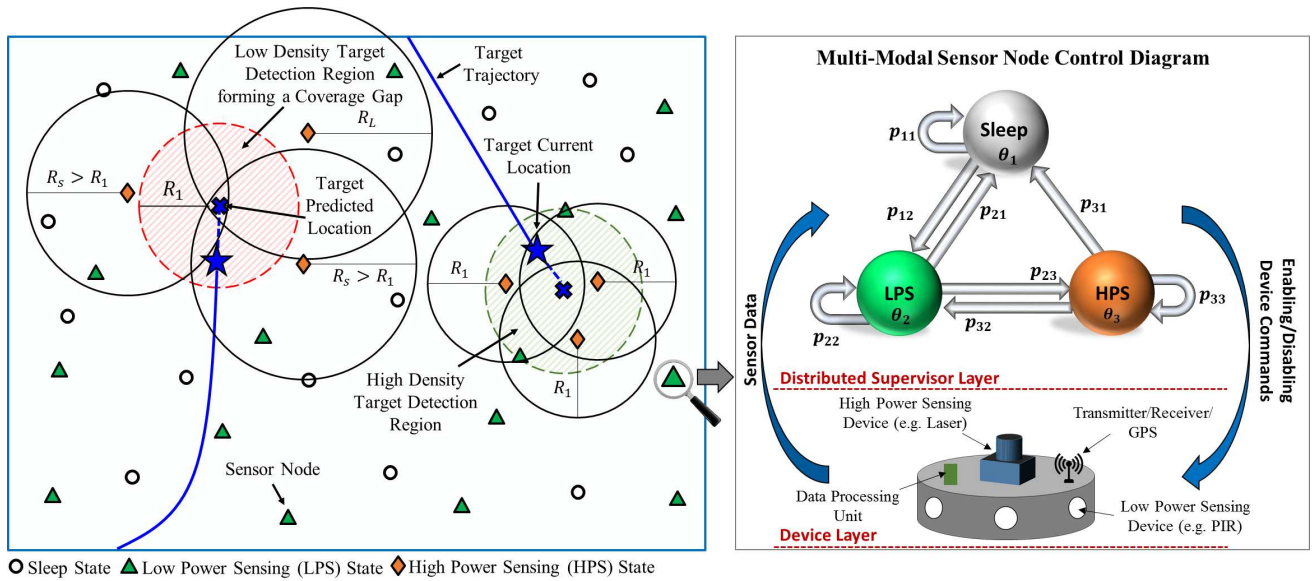 Low Density Target
Detection Region
forming a Coverage Gap
Target
Trajectory
R_L
Target Current
Location
R_s > R_1
R_1
Target
Predicted
Location
R_s > R_1
R_1
R_1
R_1
High Density
Target Detection
Region
Sensor Node
Sleep State
Low Power Sensing (LPS) State
High Power Sensing (HPS) State
Multi-Modal Sensor Node Control Diagram
Sleep
θ_1
p_11
p_12
p_21
p_31
LPS
θ_2
p_22
p_23
p_32
HPS
θ_3
p_33
Sensor Data
Enabling/Disabling
Device Commands
Distributed Supervisor Layer
High Power Sensing
Device (e.g. Laser)
Transmitter/Receiver/
GPS
Data Processing
Unit
Low Power Sensing
Device (e.g. PIR)
Device Layer